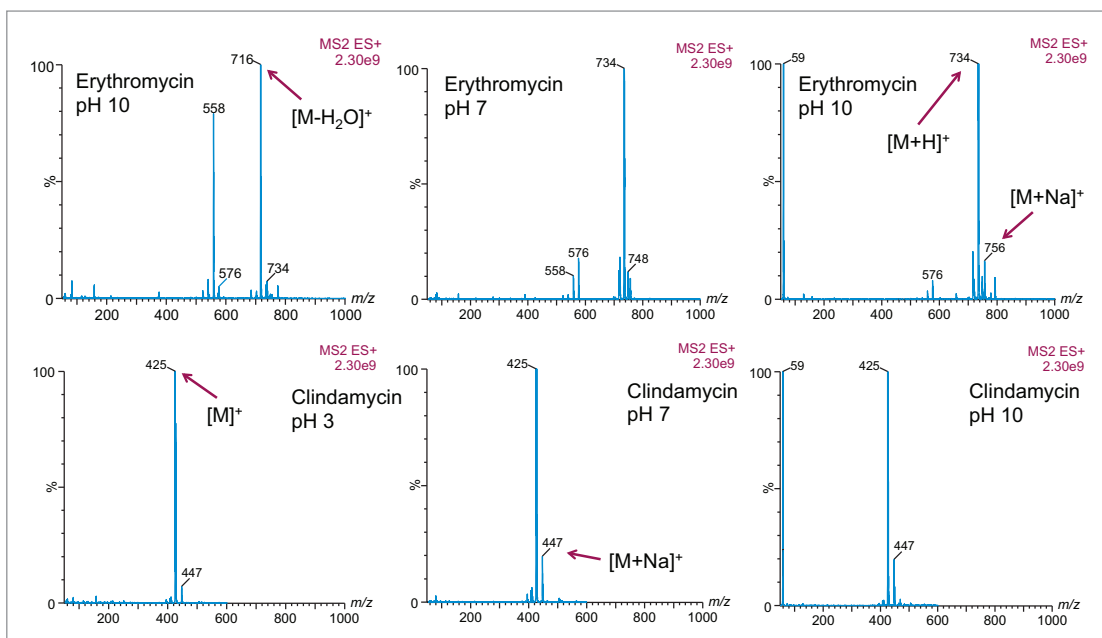 MS2 ES+
2.30e9
Erythromycin
pH 10
716
558
[M-H₂O]⁺
576
734
100
%
0
200 400 600 800 1000
m/z
MS2 ES+
2.30e9
Erythromycin
pH 7
734
576
558
748
100
%
0
200 400 600 800 1000
m/z
MS2 ES+
2.30e9
59
734
Erythromycin
pH 10
[M+H]⁺
[M+Na]⁺
756
576
100
%
0
200 400 600 800 1000
m/z
MS2 ES+
2.30e9
425
Clindamycin
pH 3
[M]⁺
447
100
%
0
200 400 600 800 1000
m/z
MS2 ES+
2.30e9
425
Clindamycin
pH 7
447
[M+Na]⁺
100
%
0
200 400 600 800 1000
m/z
MS2 ES+
2.30e9
59
425
Clindamycin
pH 10
447
100
%
0
200 400 600 800 1000
m/z